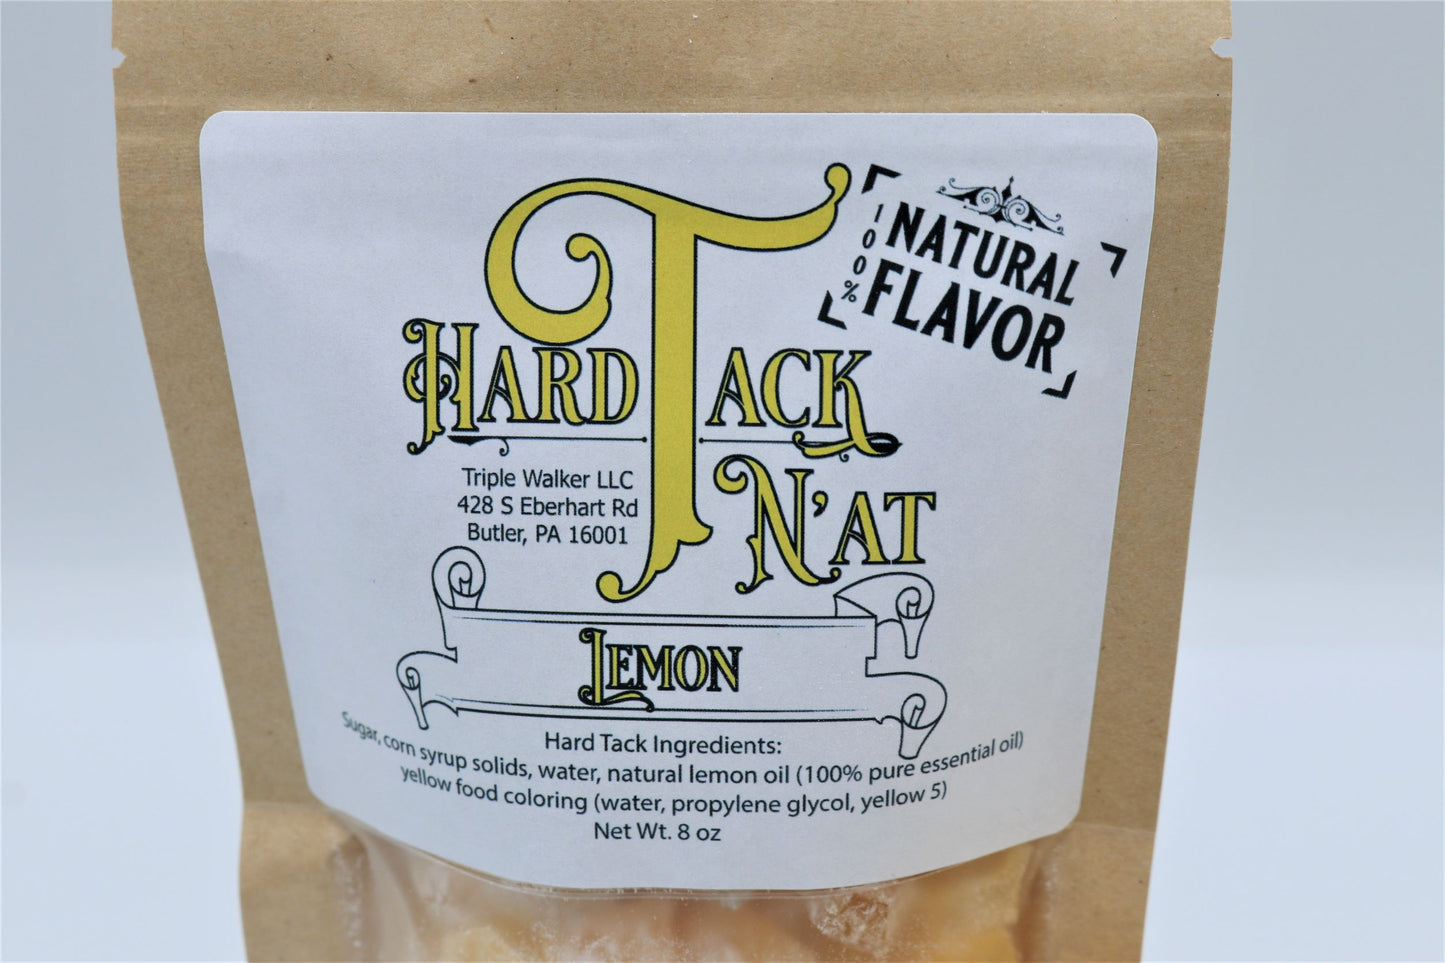 100%
NATURAL
FLAVOR
HARD TACK
N'AT
Triple Walker LLC
428 S Eberhart Rd
Butler, PA 16001
LEMON
Hard Tack Ingredients:
Sugar, corn syrup solids, water, natural lemon oil (100% pure essential oil)
yellow food coloring (water, propylene glycol, yellow 5)
Net Wt. 8 oz